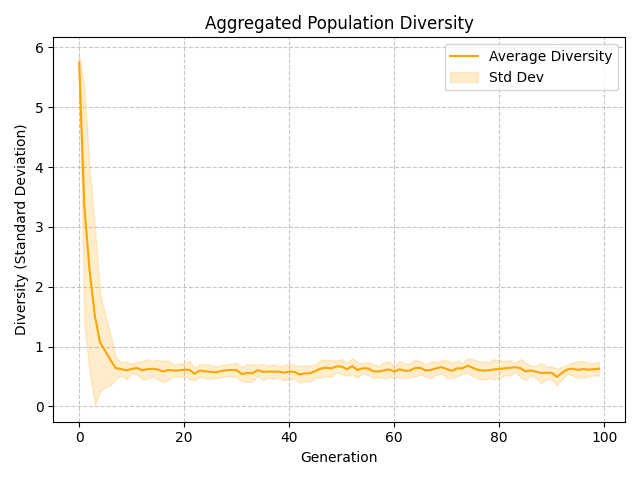 Aggregated Population Diversity
Average Diversity
Std Dev
Diversity (Standard Deviation)
6
5
4
3
2
1
0
0 20 40 60 80 100
Generation